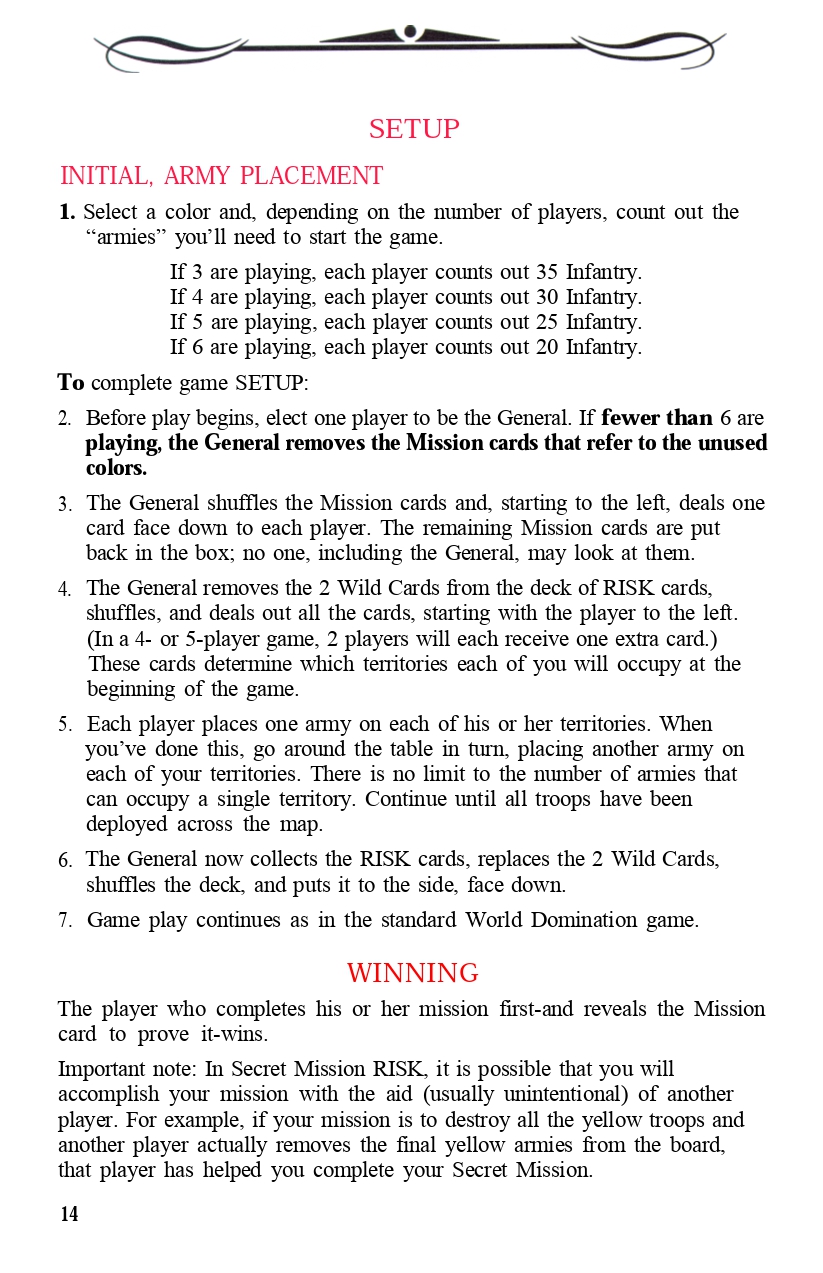 SETUP
INITIAL, ARMY PLACEMENT
1. Select a color and, depending on the number of players, count out the
“armies” you’ll need to start the game.
If 3 are playing, each player counts out 35 Infantry.
If 4 are playing, each player counts out 30 Infantry.
If 5 are playing, each player counts out 25 Infantry.
If 6 are playing, each player counts out 20 Infantry.
To complete game SETUP:
2. Before play begins, elect one player to be the General. If fewer than 6 are
playing, the General removes the Mission cards that refer to the unused
colors.
3. The General shuffles the Mission cards and, starting to the left, deals one
card face down to each player. The remaining Mission cards are put
back in the box; no one, including the General, may look at them.
4. The General removes the 2 Wild Cards from the deck of RISK cards,
shuffles, and deals out all the cards, starting with the player to the left.
(In a 4- or 5-player game, 2 players will each receive one extra card.)
These cards determine which territories each of you will occupy at the
beginning of the game.
5. Each player places one army on each of his or her territories. When
you’ve done this, go around the table in turn, placing another army on
each of your territories. There is no limit to the number of armies that
can occupy a single territory. Continue until all troops have been
deployed across the map.
6. The General now collects the RISK cards, replaces the 2 Wild Cards,
shuffles the deck, and puts it to the side, face down.
7. Game play continues as in the standard World Domination game.
WINNING
The player who completes his or her mission first-and reveals the Mission
card to prove it-wins.
Important note: In Secret Mission RISK, it is possible that you will
accomplish your mission with the aid (usually unintentional) of another
player. For example, if your mission is to destroy all the yellow troops and
another player actually removes the final yellow armies from the board,
that player has helped you complete your Secret Mission.
14